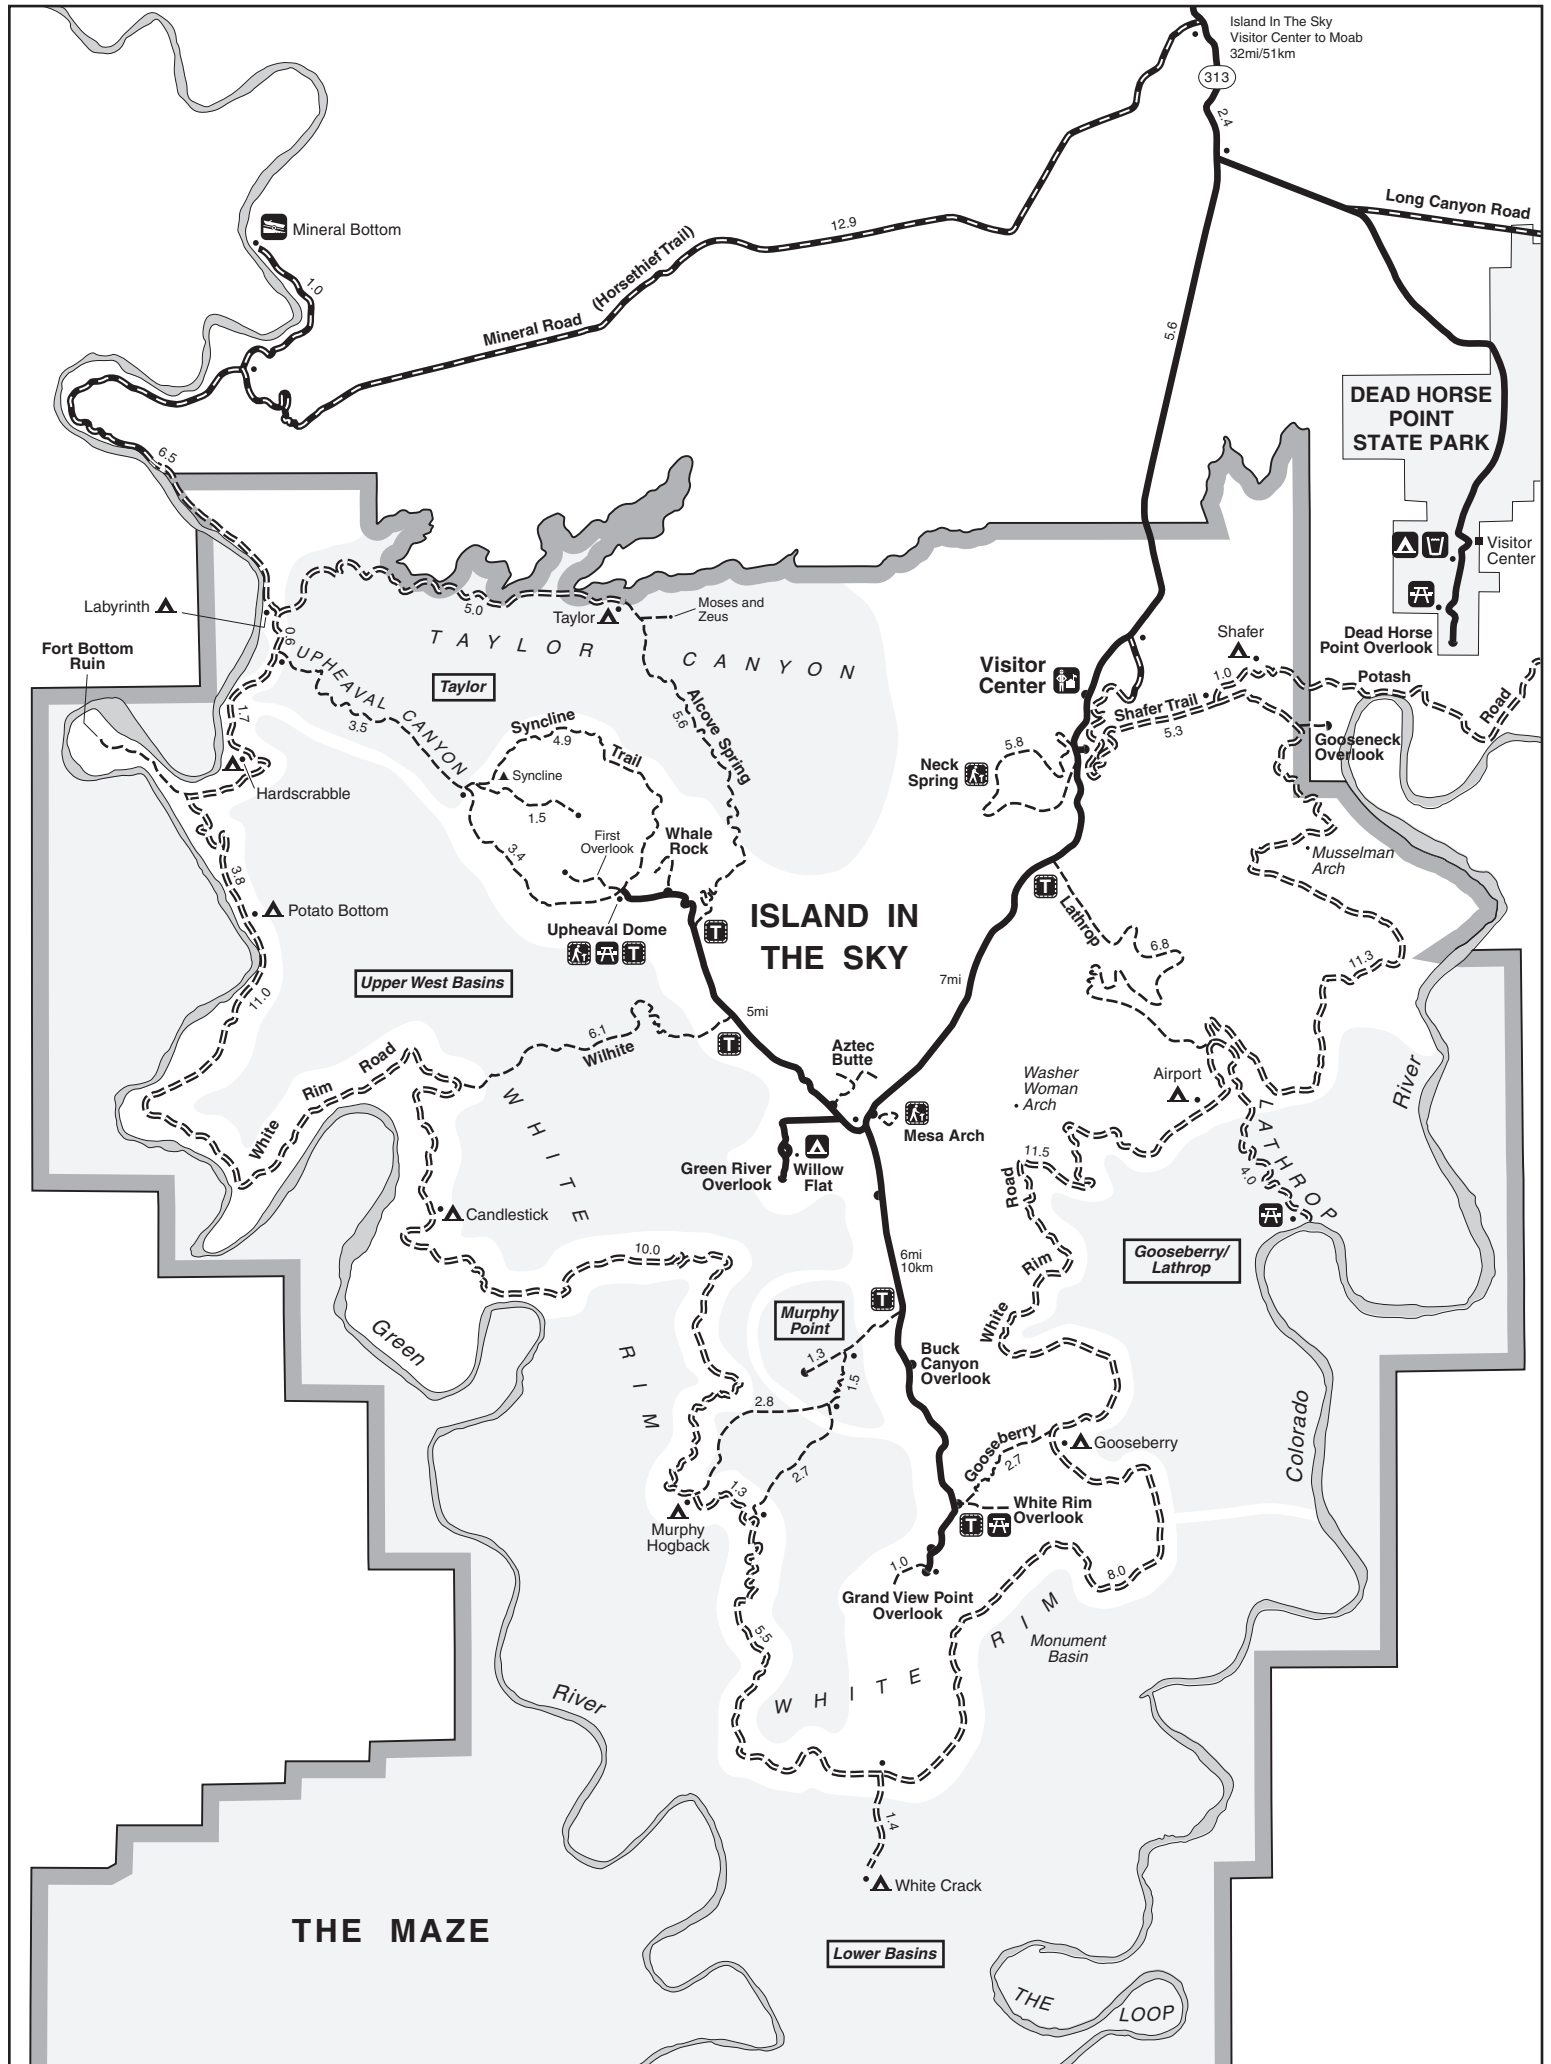 Island In The Sky
Visitor Center to Moab
32mi/51km
313
2.4
Long Canyon Road
Mineral Bottom
1.0
12.9
(Horsethief Trail)
Mineral Road
5.6
DEAD HORSE
POINT
STATE PARK
6.5
Visitor
Center
Labyrinth
5.0
Taylor
Moses and
Zeus
Dead Horse
Point Overlook
Shafer
Fort Bottom
Ruin
0.6
TAYLOR
CANYON
UPHEAVAL CANYON
Taylor
Visitor
Center
1.0
Potash
Road
Shafer Trail
5.3
Gooseneck
Overlook
1.7
3.5
Syncline
4.9
Trail
Alcove Spring
5.6
5.8
Neck
Spring
Syncline
Hardscrabble
1.5
First
Overlook
Whale
Rock
3.4
Musselman
Arch
3.8
Potato Bottom
T
Lathrop
ISLAND IN
THE SKY
Upheaval Dome
T
T
6.8
11.3
Upper West Basins
11.0
7mi
5mi
6.1
Wilhite
T
Aztec
Butte
White
Rim
Road
Washer
Woman
Arch
Airport
River
WHITE
Mesa Arch
LATHROP
Green River
Overlook
Willow
Flat
11.5
Road
4.0
Candlestick
10.0
6mi
10km
Rim
Gooseberry/
Lathrop
T
Murphy
Point
White
Green
1.3
Buck
Canyon
Overlook
RIM
1.5
2.8
Gooseberry
2.7
Gooseberry
Colorado
2.7
1.3
White Rim
Overlook
T
Murphy
Hogback
1.0
8.0
Grand View Point
Overlook
5.5
RIM
Monument
Basin
WHITE
River
1.4
White Crack
THE MAZE
Lower Basins
THE
LOOP